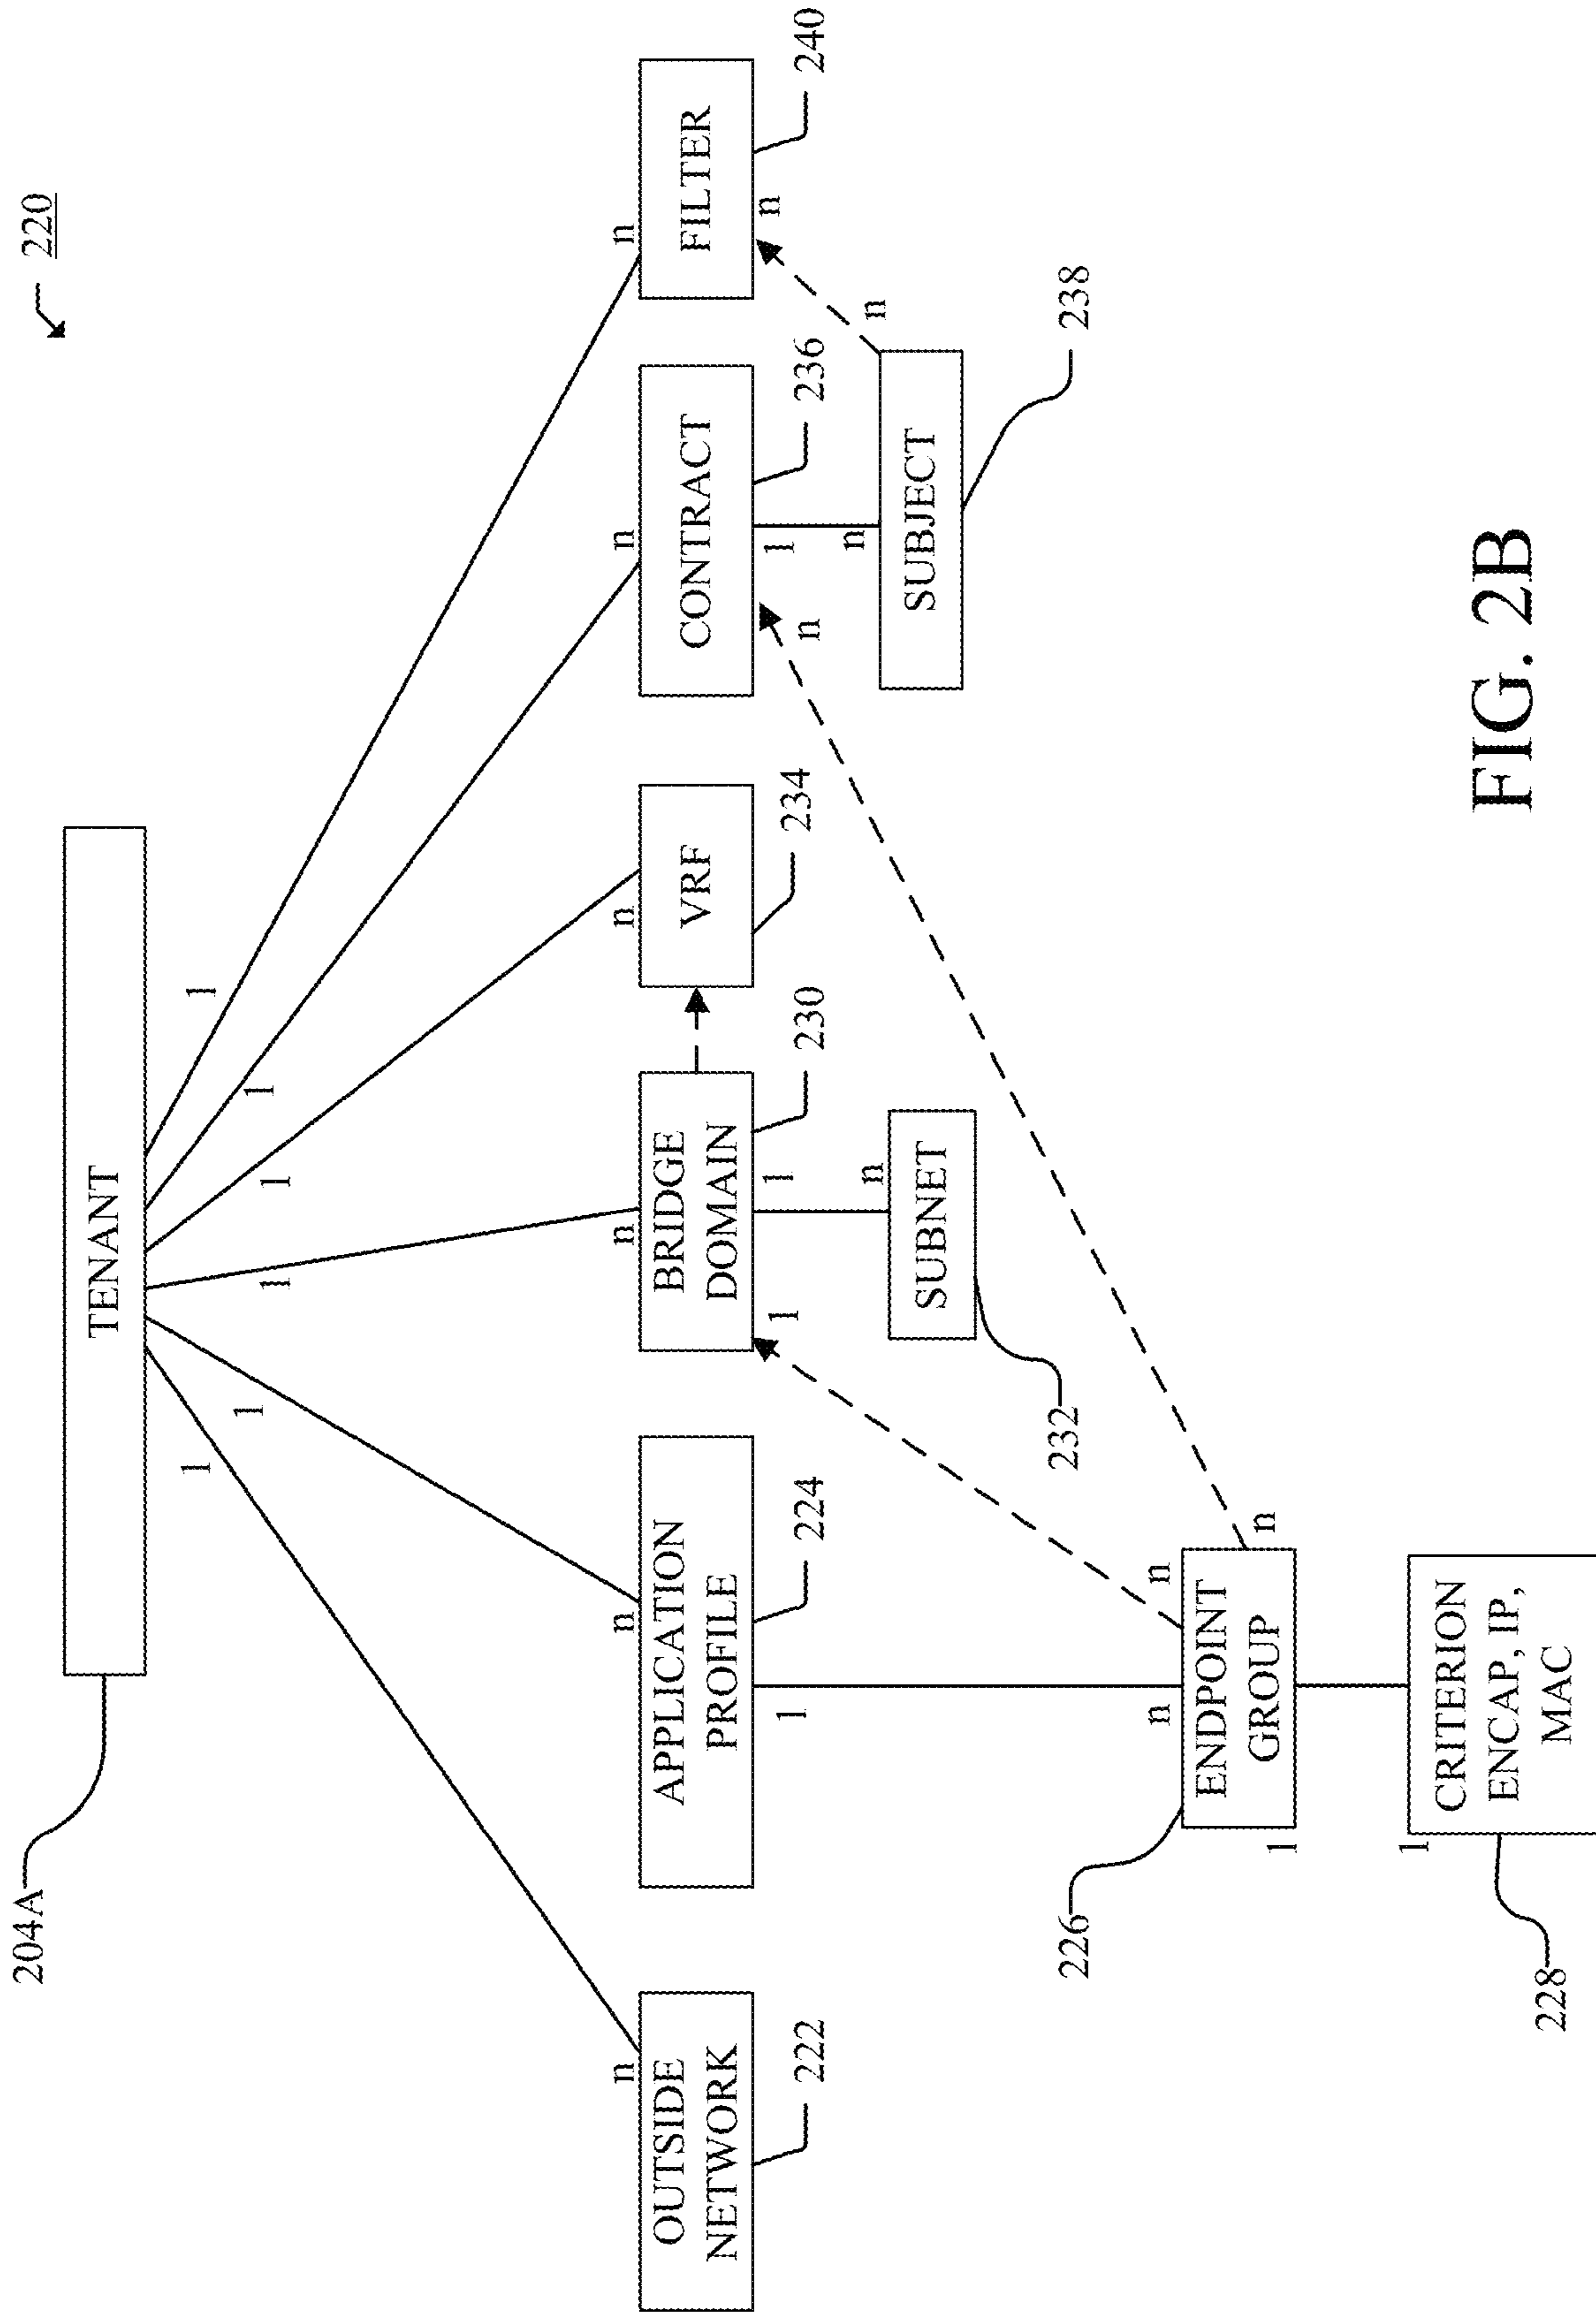 220
204A
TENANT
1
1
1
1
1
1
n
n
n
n
n
n
OUTSIDE
NETWORK
APPLICATION
PROFILE
BRIDGE
DOMAIN
VRF
CONTRACT
FILTER
222
224
230
234
236
240
1
1
1
n
1
n
n
n
n
SUBNET
SUBJECT
232
238
226
n
n
n
ENDPOINT
GROUP
1
1
CRITERION
ENCAP, IP,
MAC
228
FIG. 2B